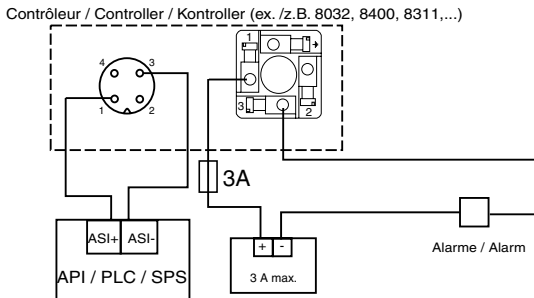 Contrôleur / Controller / Kontroller (ex. /z.B. 8032, 8400, 8311,...)
1
4 3
3
1 2
2
3A
ASI+ ASI-
+ -
Alarme / Alarm
API / PLC / SPS
3 A max.